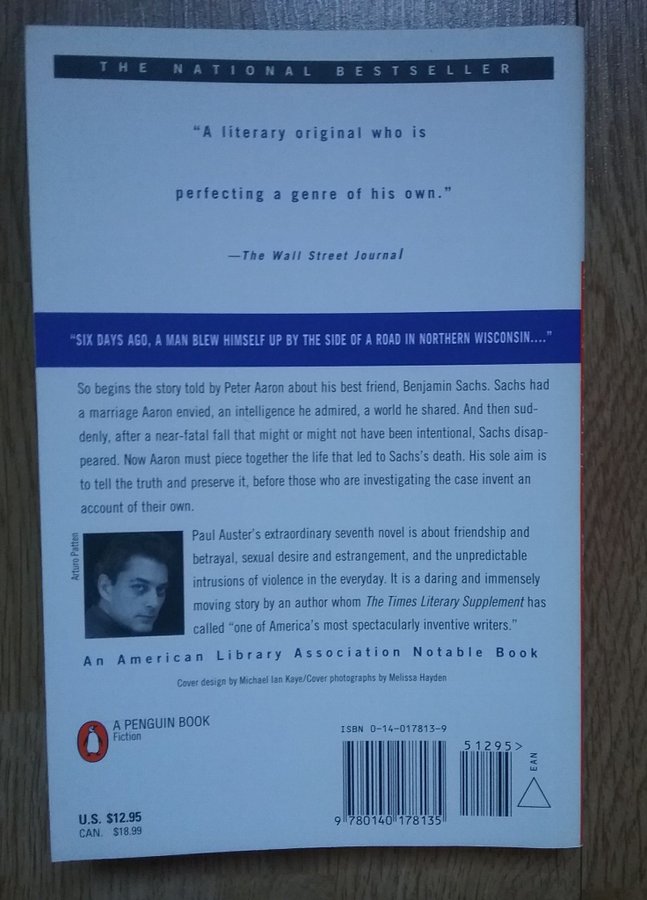 THE NATIONAL BESTSELLER
“A literary original who is
perfecting a genre of his own.”
—The Wall Street Journal
“SIX DAYS AGO, A MAN BLEW HIMSELF UP BY THE SIDE OF A ROAD IN NORTHERN WISCONSIN....”
So begins the story told by Peter Aaron about his best friend, Benjamin Sachs. Sachs had
a marriage Aaron envied, an intelligence he admired, a world he shared. And then sud-
denly, after a near-fatal fall that might or might not have been intentional, Sachs disap-
peared. Now Aaron must piece together the life that led to Sachs’s death. His sole aim is
to tell the truth and preserve it, before those who are investigating the case invent an
account of their own.
Arturo Patten
Paul Auster’s extraordinary seventh novel is about friendship and
betrayal, sexual desire and estrangement, and the unpredictable
intrusions of violence in the everyday. It is a daring and immensely
moving story by an author whom The Times Literary Supplement has
called “one of America’s most spectacularly inventive writers.”
An American Library Association Notable Book
Cover design by Michael Ian Kaye/Cover photographs by Melissa Hayden
A PENGUIN BOOK
Fiction
U.S. $12.95
CAN. $18.99
ISBN 0-14-017813-9
51295>
EAN
9 780140 178135